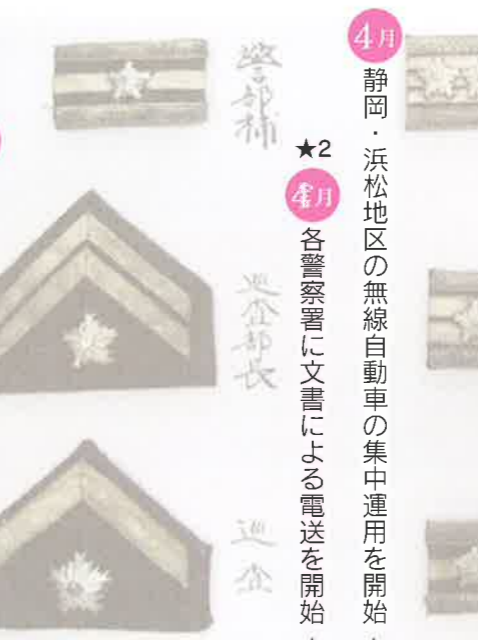 4月 静岡・浜松地区の無線自動車の集中運用を開始
★2
月 各警察署に文書による電送を開始
警部補
巡査部長
巡査